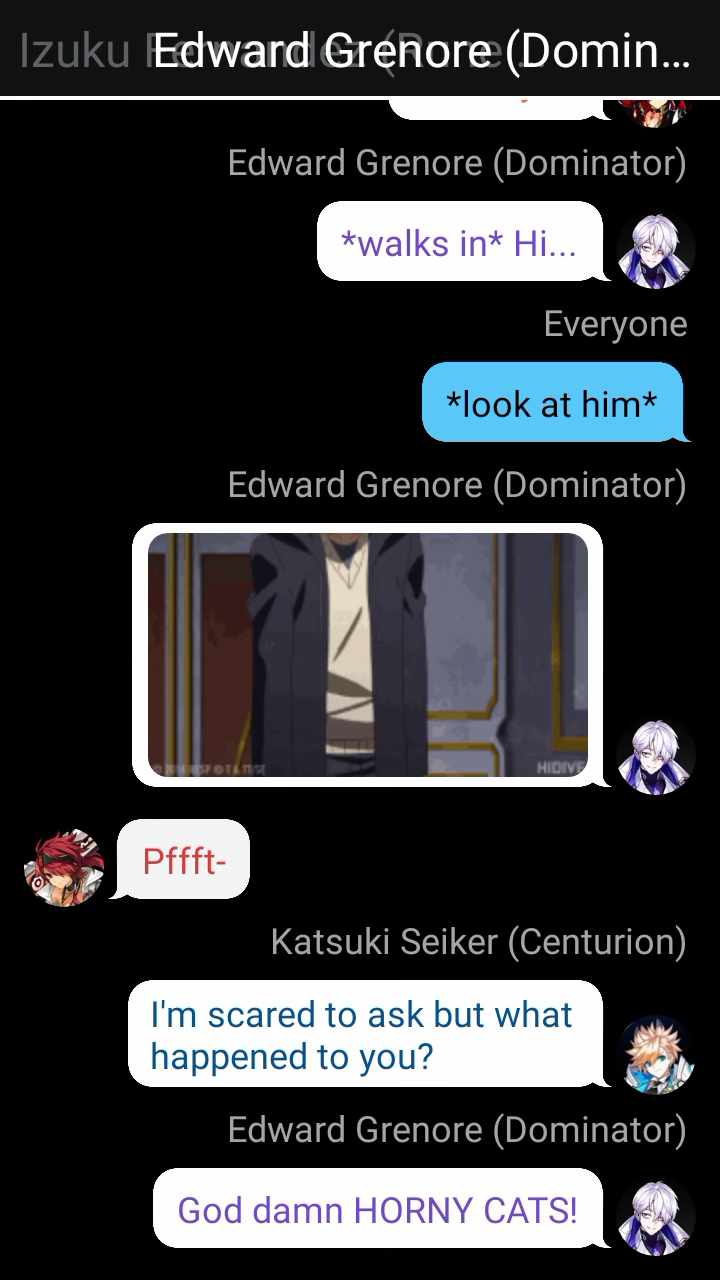 Edward Grenore (Domin...
Edward Grenore (Dominator)
*walks in* Hi...
Everyone
*look at him*
Edward Grenore (Dominator)
HIDIVE
Pffft-
Katsuki Seiker (Centurion)
I'm scared to ask but what
happened to you?
Edward Grenore (Dominator)
God damn HORNY CATS!